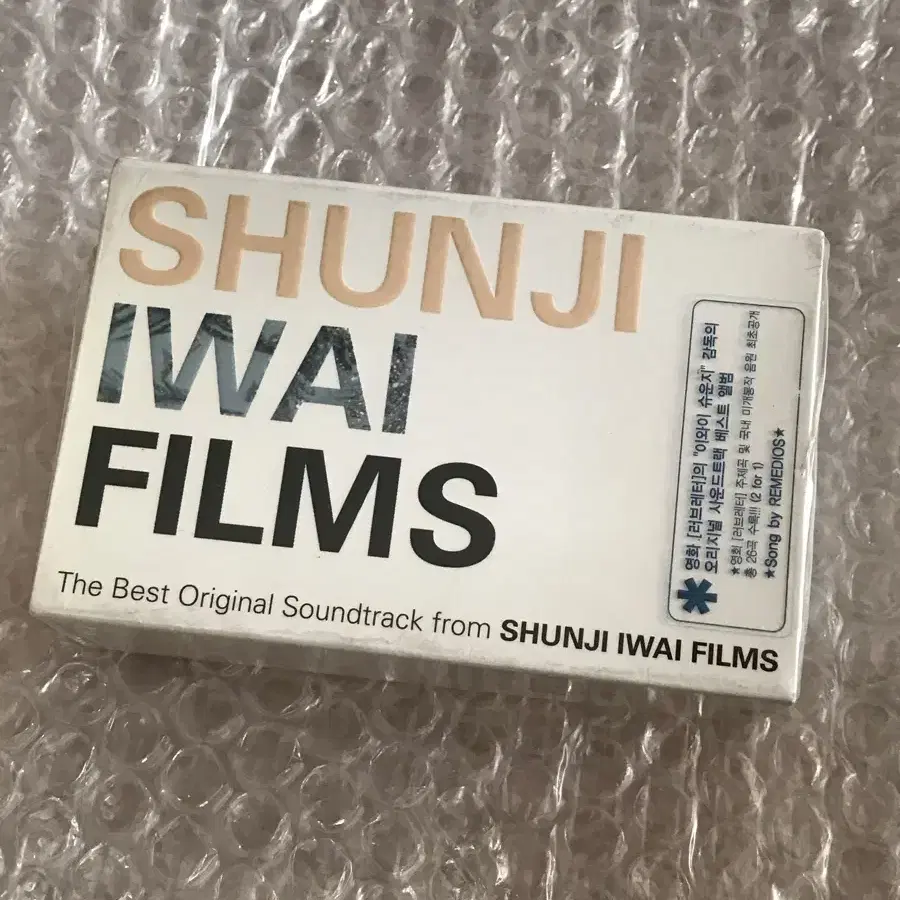 SHUNJI
IWAI
FILMS
The Best Original Soundtrack from SHUNJI IWAI FILMS
영화 [러브레터]의 "이와이 슈운지" 감독의
오리지널 사운드트랙 베스트 앨범
★영화 [러브레터] 주제곡 및 국내 미개봉작 음원 최초공개
총 26곡 수록!!! (2 for 1)
★Song by REMEDIOS★